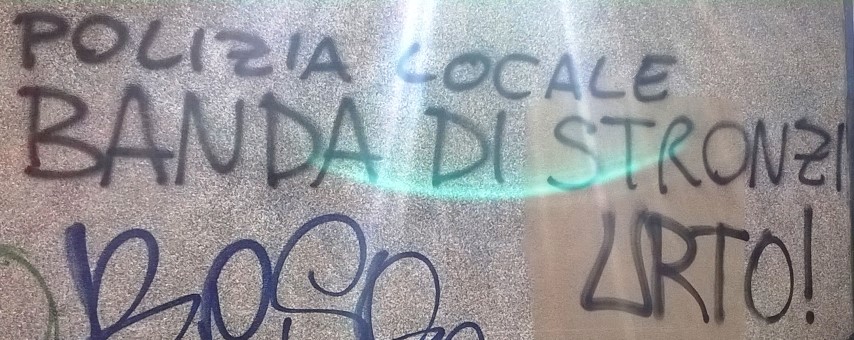 POLIZIA LOCALE
BANDA DI STRONZI
URTO!